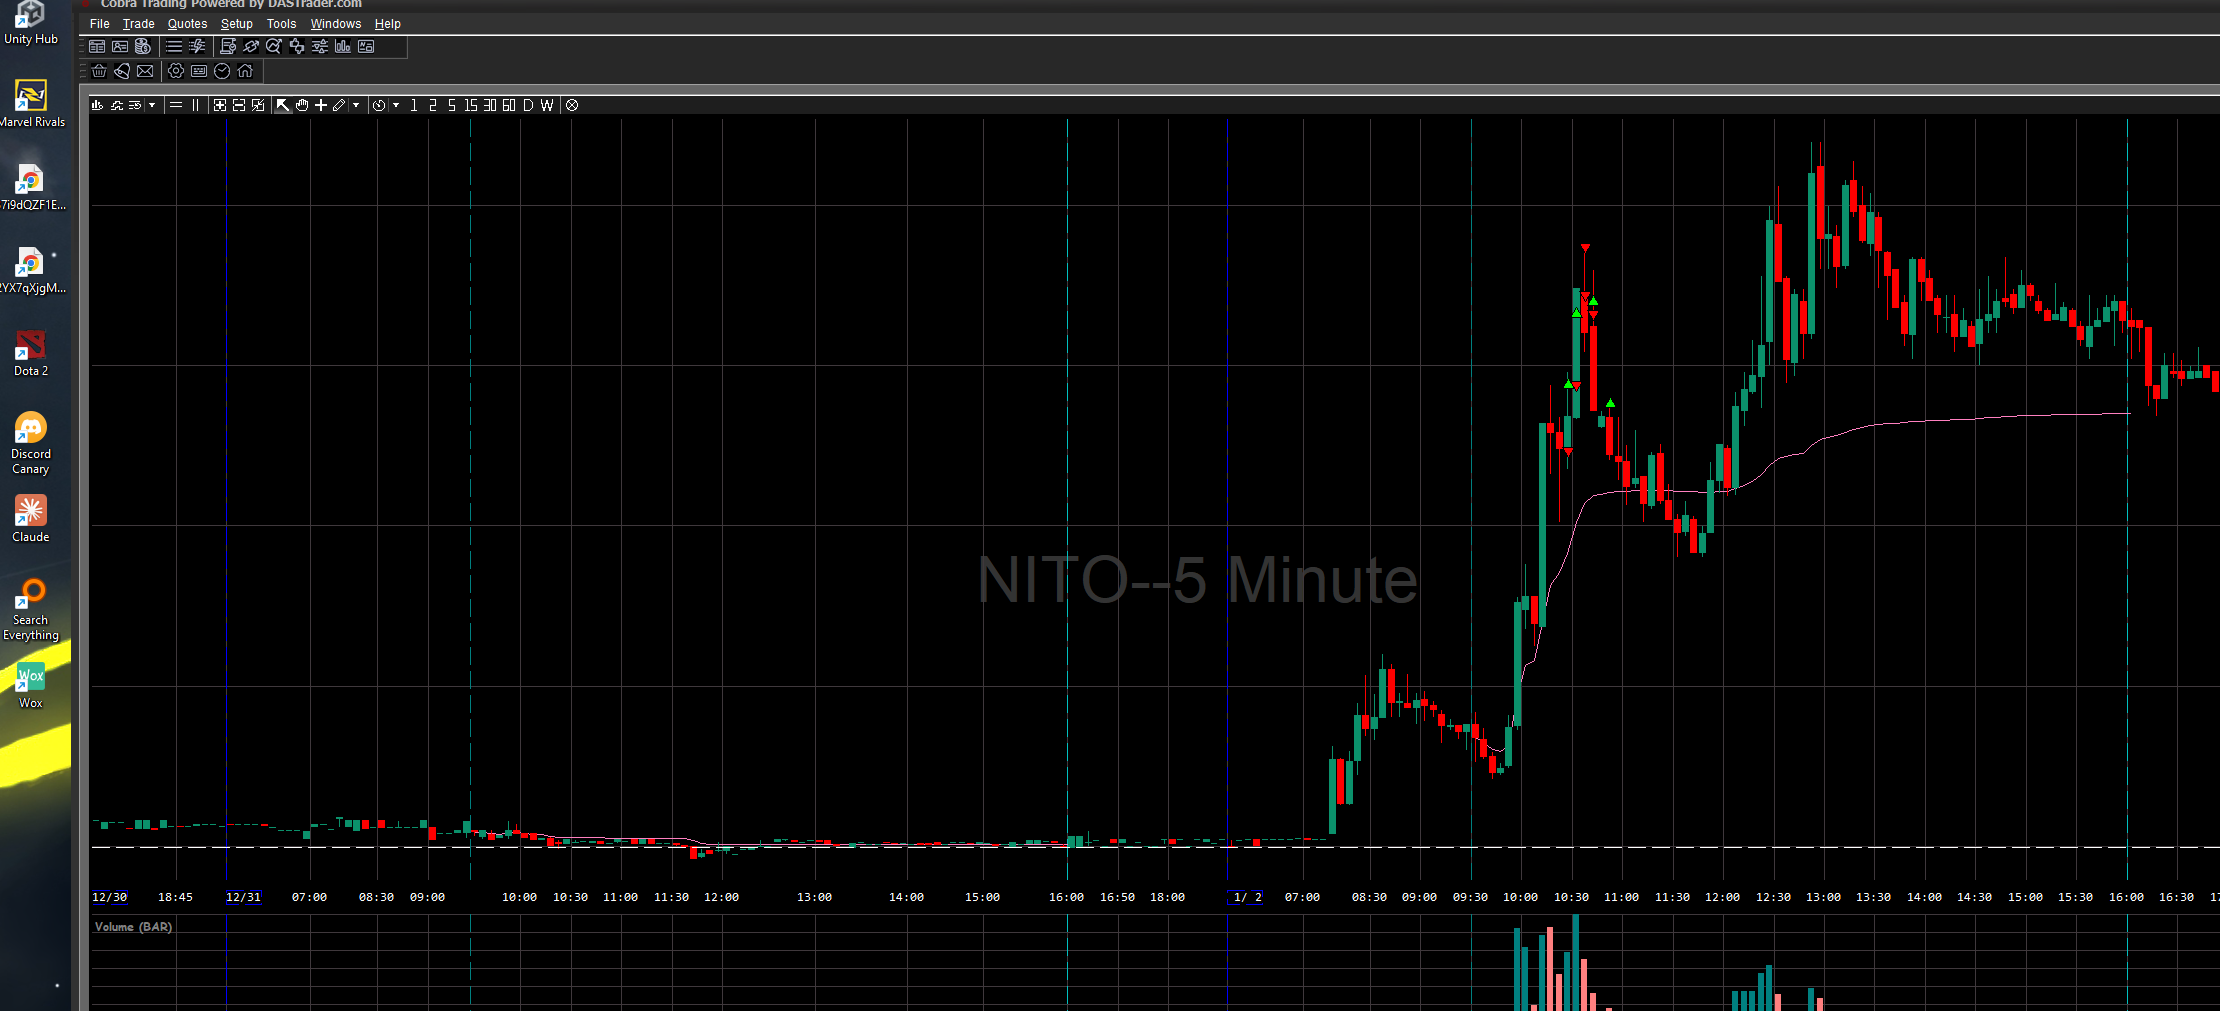 Cobra Trading Powered by DASTrader.com
File Trade Quotes Setup Tools Windows Help
1 2 5 15 30 60 D W
Unity Hub
Marvel Rivals
7i9dQZF1E...
YX7qXjgM...
Dota 2
Discord
Canary
Claude
Search
Everything
Wox
Wox
NITO--5 Minute
12/30 18:45 12/31 07:00 08:30 09:00 10:00 10:30 11:00 11:30 12:00 13:00 14:00 15:00 16:00 16:50 18:00 1/ 2 07:00 08:30 09:00 09:30 10:00 10:30 11:00 11:30 12:00 12:30 13:00 13:30 14:00 14:30 15:00 15:30 16:00 16:30
Volume (BAR)